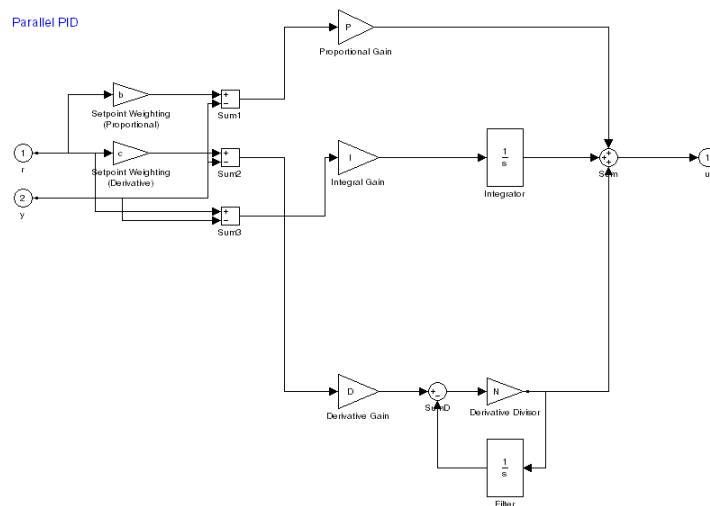 Parallel PID
P
Proportional Gain
b
+
−
Setpoint Weighting
(Proportional)
Sum1
1
r
c
+
−
Setpoint Weighting
(Derivative)
Sum2
I
Integral Gain
1
s
Integrator
+
+
+
Sum
1
u
2
y
+
−
Sum3
D
Derivative Gain
+
−
SumD
N
Derivative Divisor
1
s
Filter